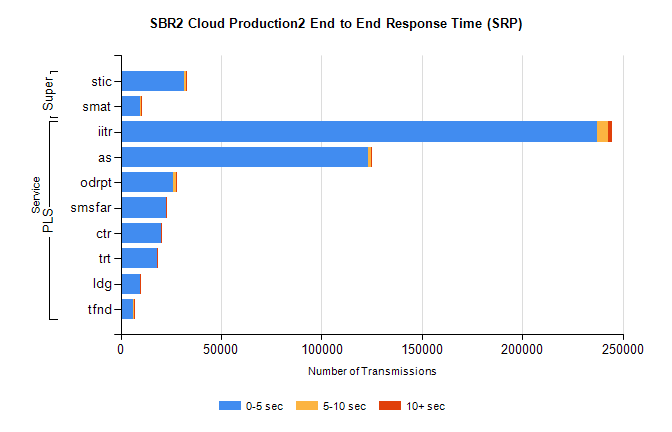 SBR2 Cloud Production2 End to End Response Time (SRP)
Service
Super
PLS
stic
smat
iitr
as
odrpt
smsfar
ctr
trt
ldg
tfnd
0 50000 100000 150000 200000 250000
Number of Transmissions
0-5 sec 5-10 sec 10+ sec